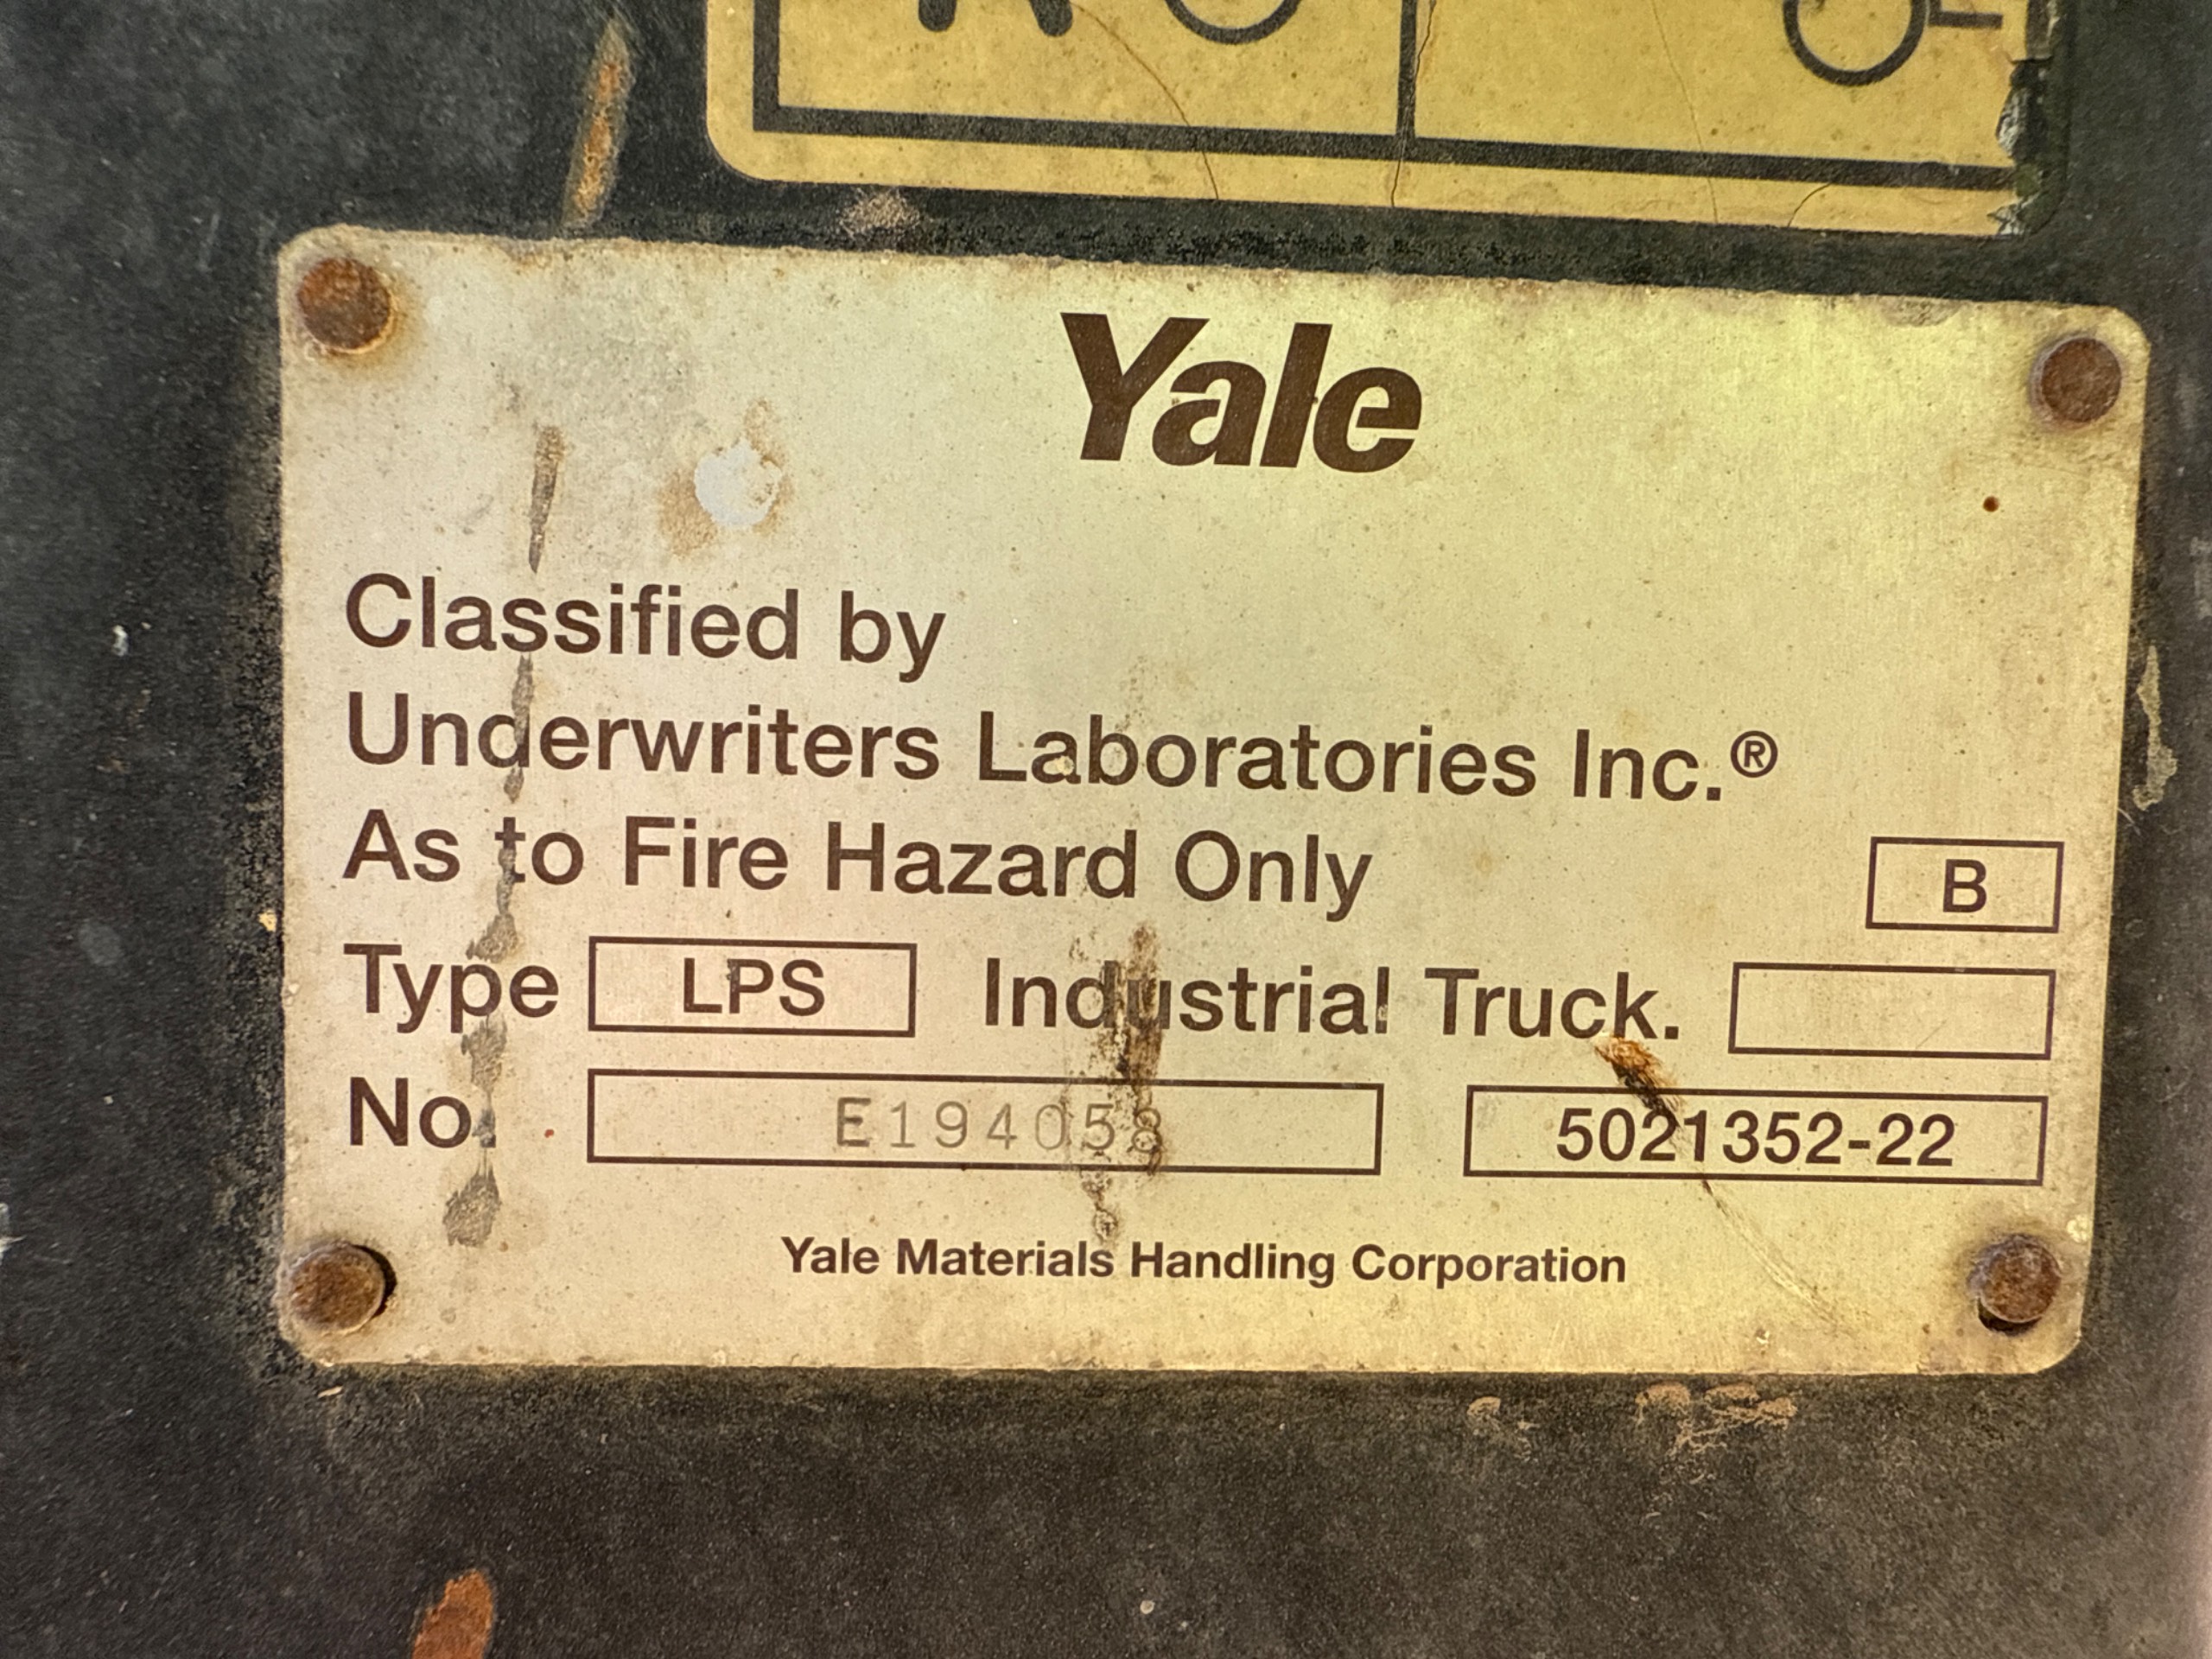 Yale
Classified by
Underwriters Laboratories Inc.®
As to Fire Hazard Only
B
Type LPS Industrial Truck.
No. E194058 5021352-22
Yale Materials Handling Corporation